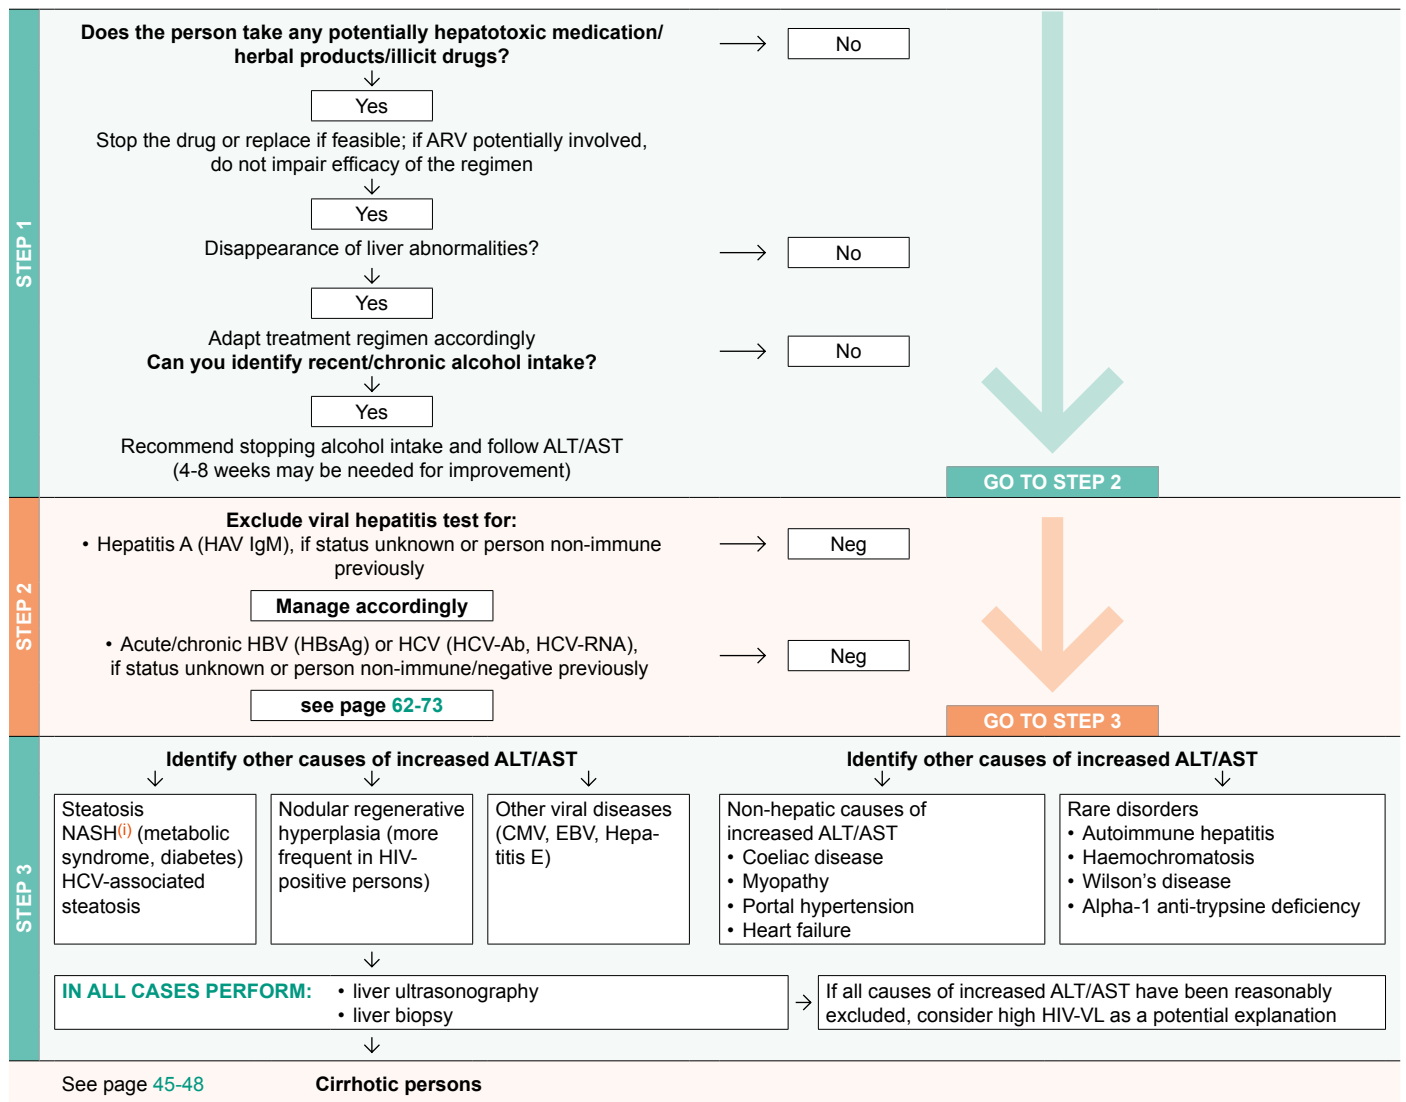 STEP 1
Does the person take any potentially hepatotoxic medication/
herbal products/illicit drugs?
No
Yes
Stop the drug or replace if feasible; if ARV potentially involved,
do not impair efficacy of the regimen
Yes
Disappearance of liver abnormalities?
No
Yes
Adapt treatment regimen accordingly
Can you identify recent/chronic alcohol intake?
No
Yes
Recommend stopping alcohol intake and follow ALT/AST
(4-8 weeks may be needed for improvement)
GO TO STEP 2
STEP 2
Exclude viral hepatitis test for:
• Hepatitis A (HAV IgM), if status unknown or person non-immune
previously
Neg
Manage accordingly
• Acute/chronic HBV (HBsAg) or HCV (HCV-Ab, HCV-RNA),
if status unknown or person non-immune/negative previously
Neg
see page 62-73
GO TO STEP 3
STEP 3
Identify other causes of increased ALT/AST
Steatosis
NASH(i) (metabolic
syndrome, diabetes)
HCV-associated
steatosis
Nodular regenerative
hyperplasia (more
frequent in HIV-
positive persons)
Other viral diseases
(CMV, EBV, Hepa-
titis E)
Identify other causes of increased ALT/AST
Non-hepatic causes of
increased ALT/AST
• Coeliac disease
• Myopathy
• Portal hypertension
• Heart failure
Rare disorders
• Autoimmune hepatitis
• Haemochromatosis
• Wilson's disease
• Alpha-1 anti-trypsine deficiency
IN ALL CASES PERFORM:
• liver ultrasonography
• liver biopsy
If all causes of increased ALT/AST have been reasonably
excluded, consider high HIV-VL as a potential explanation
See page 45-48
Cirrhotic persons